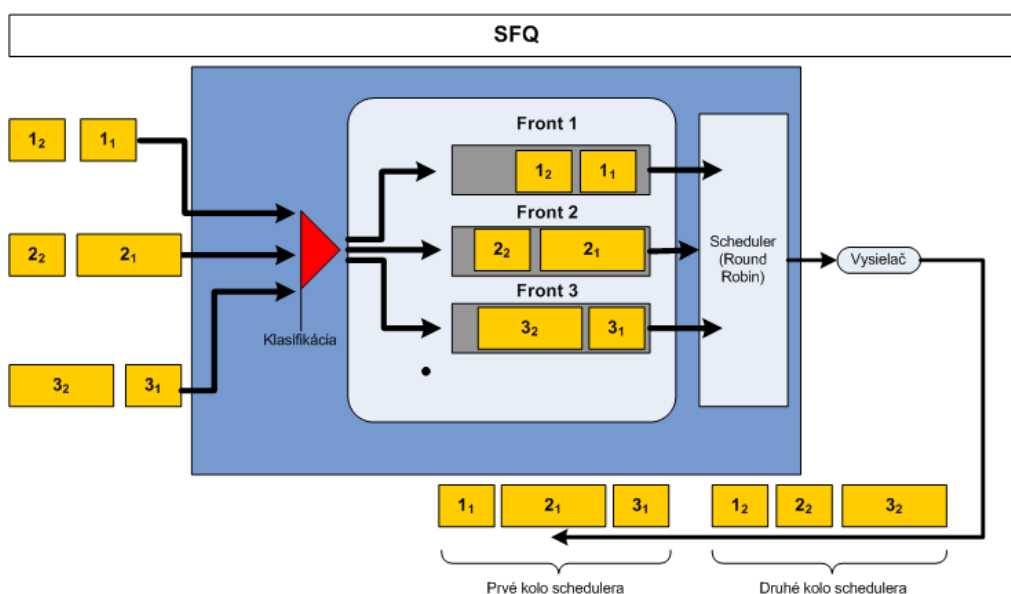 SFQ
1₂ 1₁
2₂ 2₁
3₂ 3₁
Klasifikácia
Front 1
1₂ 1₁
Front 2
2₂ 2₁
Front 3
3₂ 3₁
Scheduler
(Round
Robin)
Vysielač
1₁ 2₁ 3₁
1₂ 2₂ 3₂
Prvé kolo schedulera
Druhé kolo schedulera